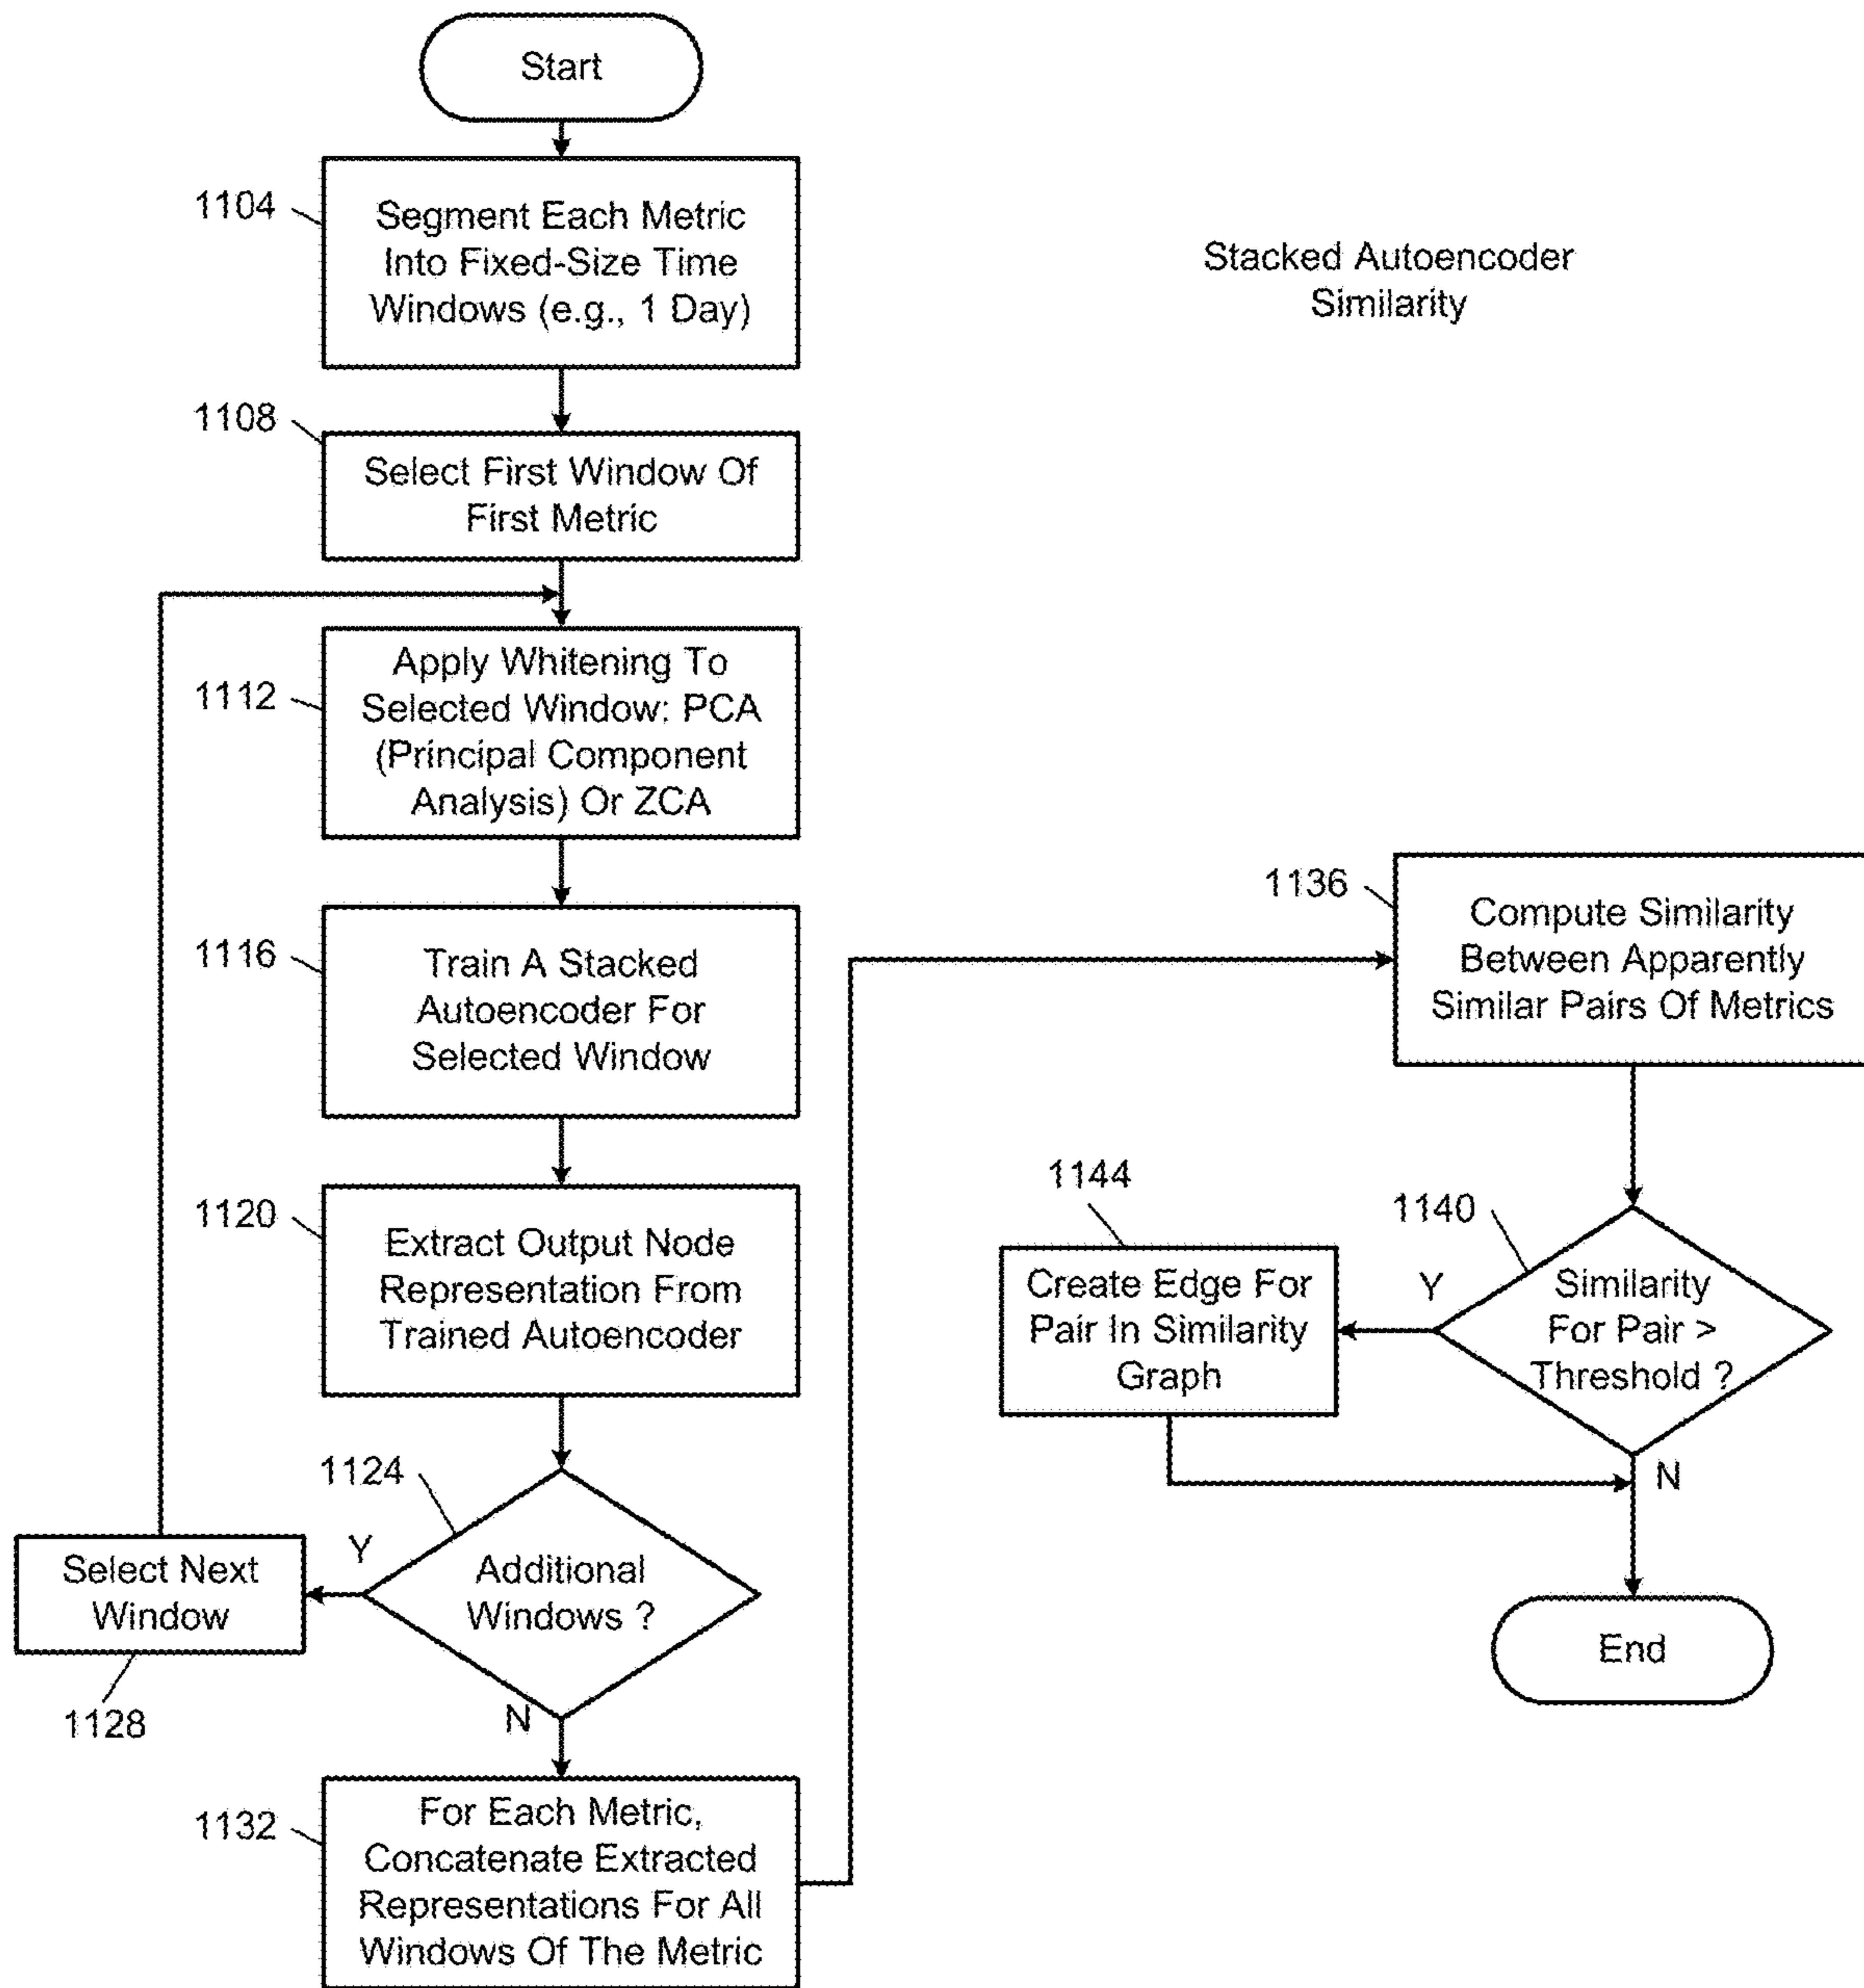 Start
1104
Segment Each Metric
Into Fixed-Size Time
Windows (e.g., 1 Day)
Stacked Autoencoder
Similarity
1108
Select First Window Of
First Metric
1112
Apply Whitening To
Selected Window: PCA
(Principal Component
Analysis) Or ZCA
1116
Train A Stacked
Autoencoder For
Selected Window
1120
Extract Output Node
Representation From
Trained Autoencoder
1124
Additional
Windows ?
Y
Select Next
Window
1128
N
1132
For Each Metric,
Concatenate Extracted
Representations For All
Windows Of The Metric
1136
Compute Similarity
Between Apparently
Similar Pairs Of Metrics
1140
Similarity
For Pair >
Threshold ?
Y
1144
Create Edge For
Pair In Similarity
Graph
N
End